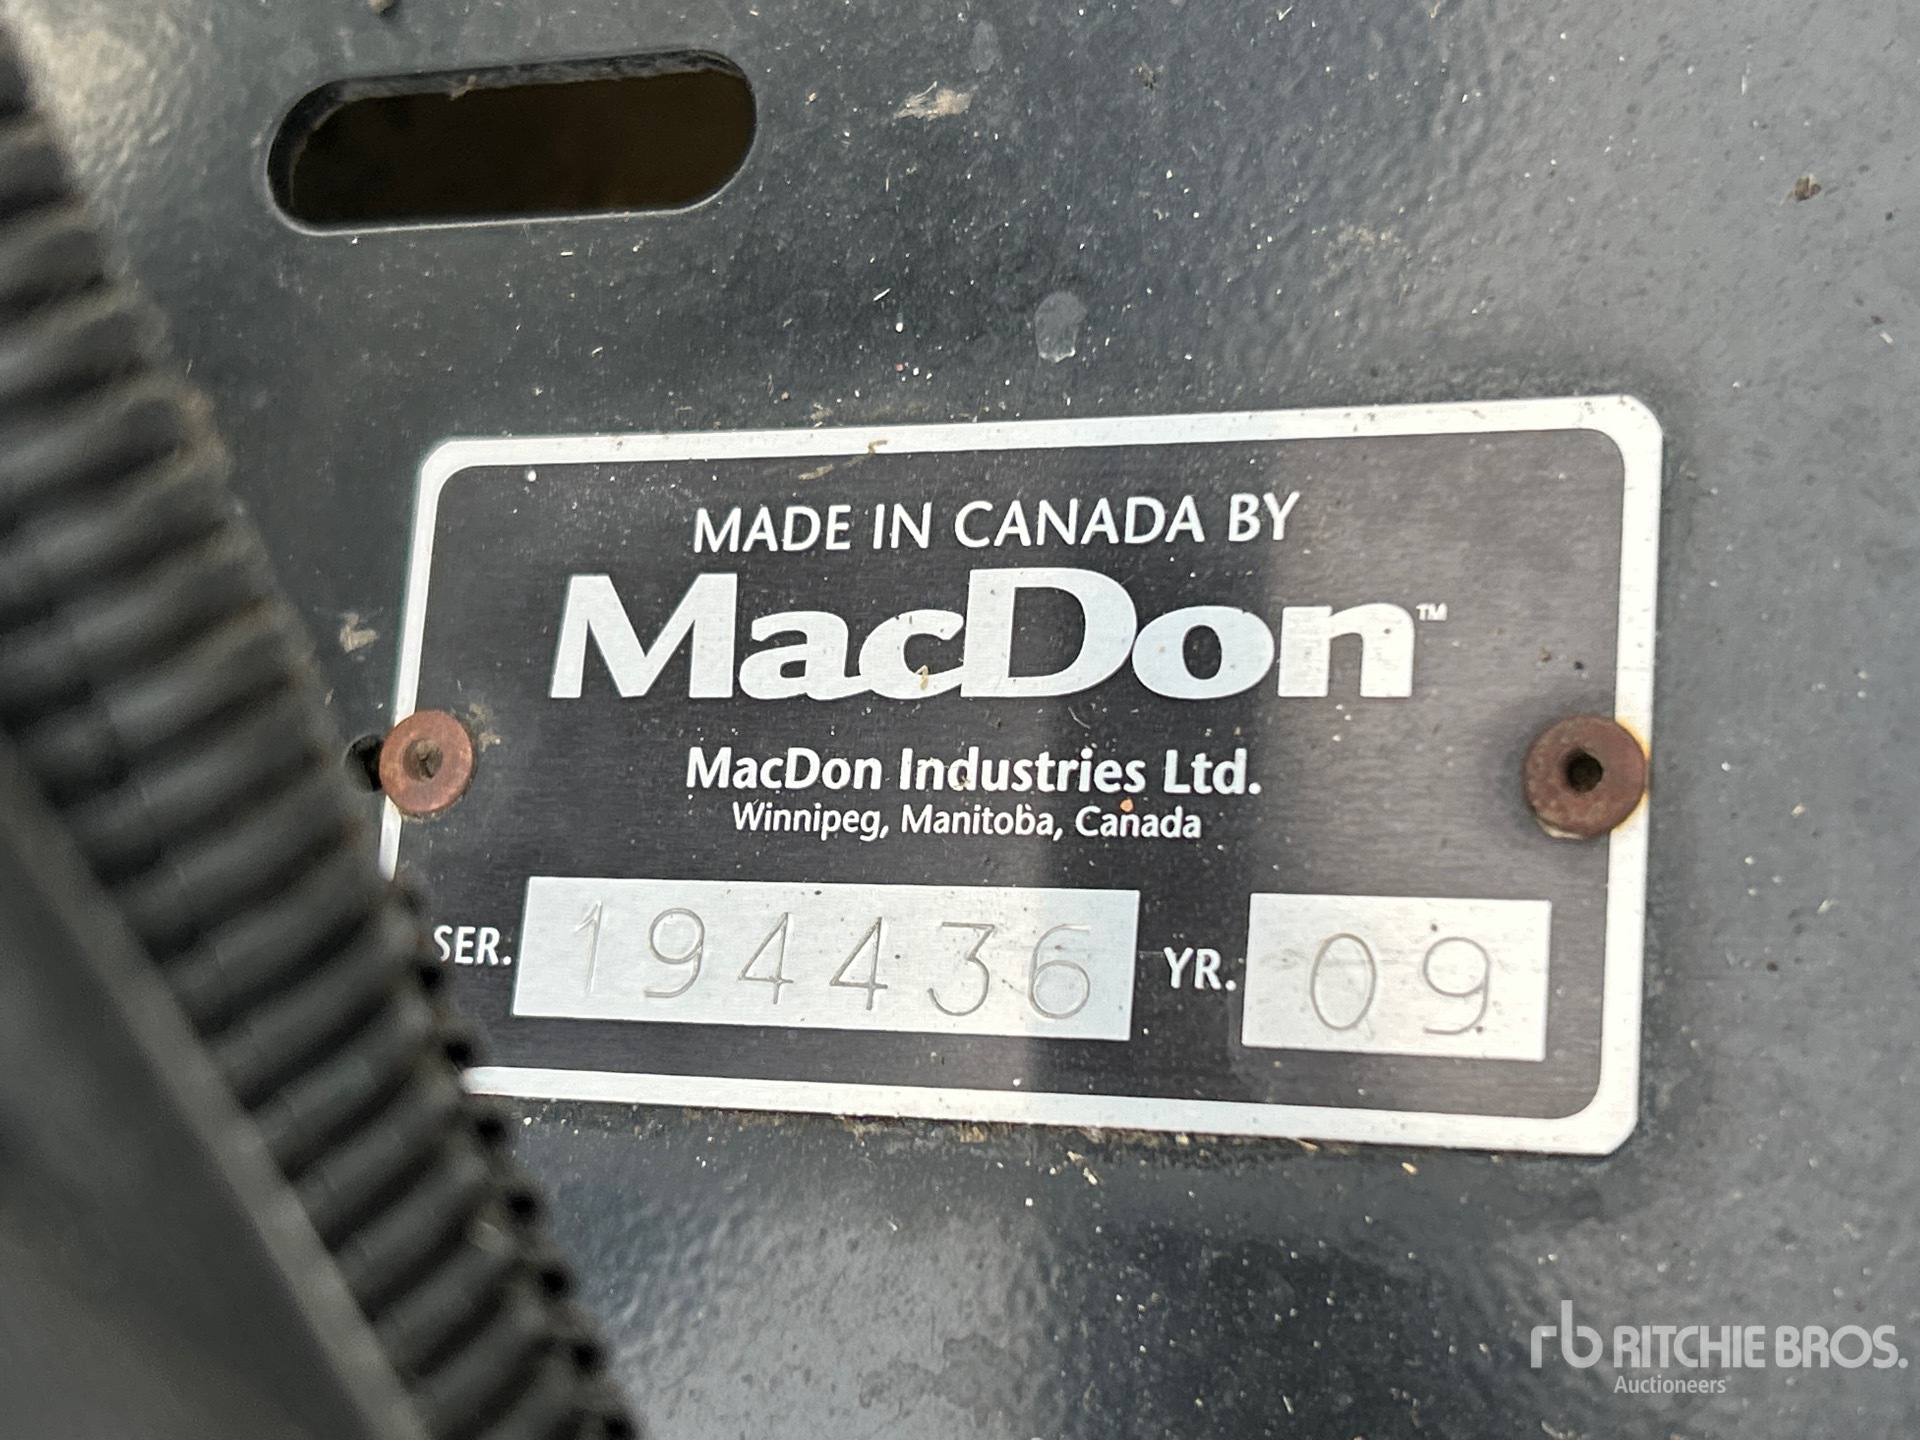 MADE IN CANADA BY
MacDon™
MacDon Industries Ltd.
Winnipeg, Manitoba, Canada
SER. 194436 YR. 09
rb RITCHIE BROS.
Auctioneers